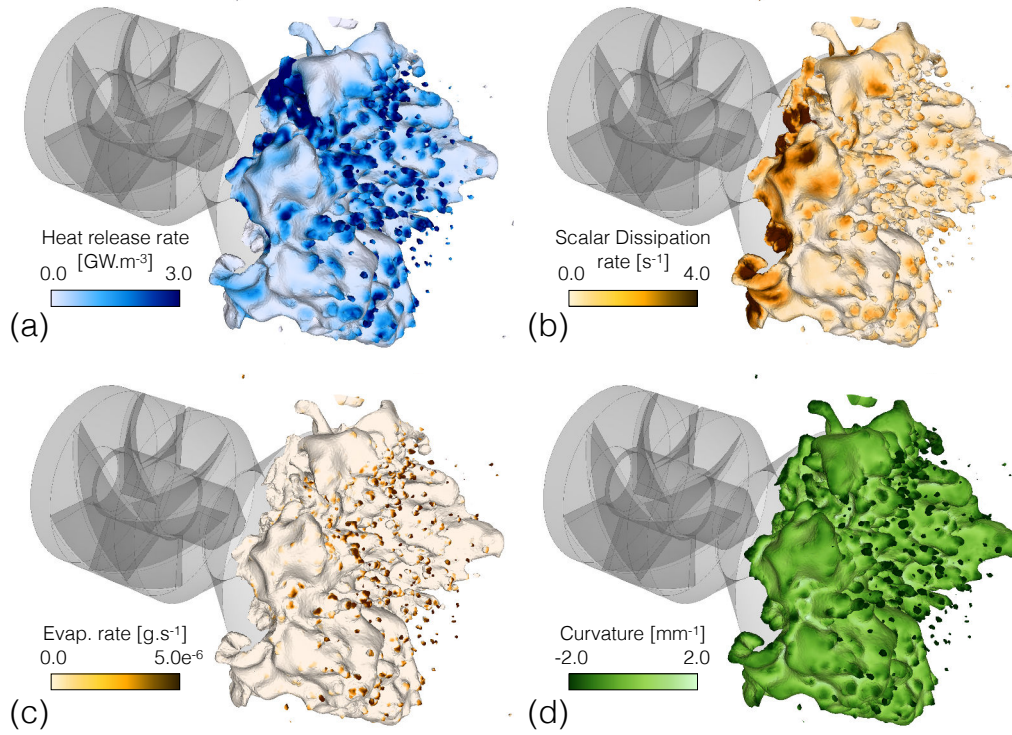 Heat release rate
[GW.m⁻³]
0.0 3.0
(a)
Scalar Dissipation
rate [s⁻¹]
0.0 4.0
(b)
Evap. rate [g.s⁻¹]
0.0 5.0e⁻⁶
(c)
Curvature [mm⁻¹]
-2.0 2.0
(d)